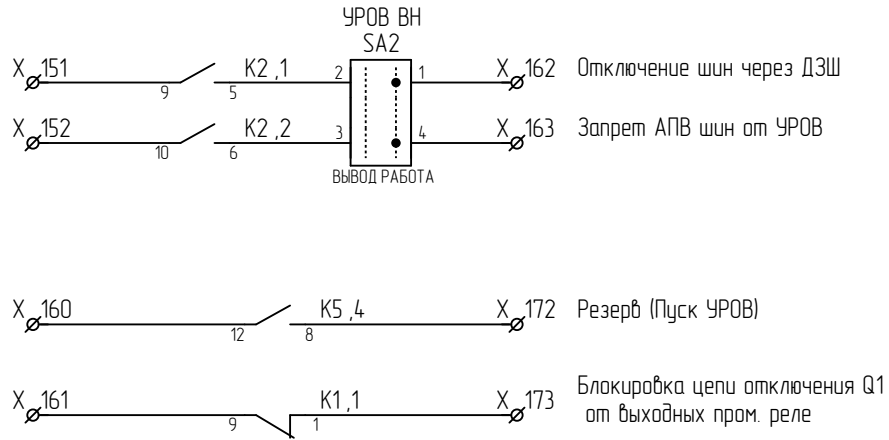 УРОВ ВН
SA2
X 151 9 5 K2 ,1 2 1 X 162 Отключение шин через ДЗШ
X 152 10 6 K2 ,2 3 4 X 163 Запрет АПВ шин от УРОВ
ВЫВОД РАБОТА
X 160 12 8 K5 ,4 X 172 Резерв (Пуск УРОВ)
X 161 9 1 K1 ,1 X 173 Блокировка цепи отключения Q1
от выходных пром. реле